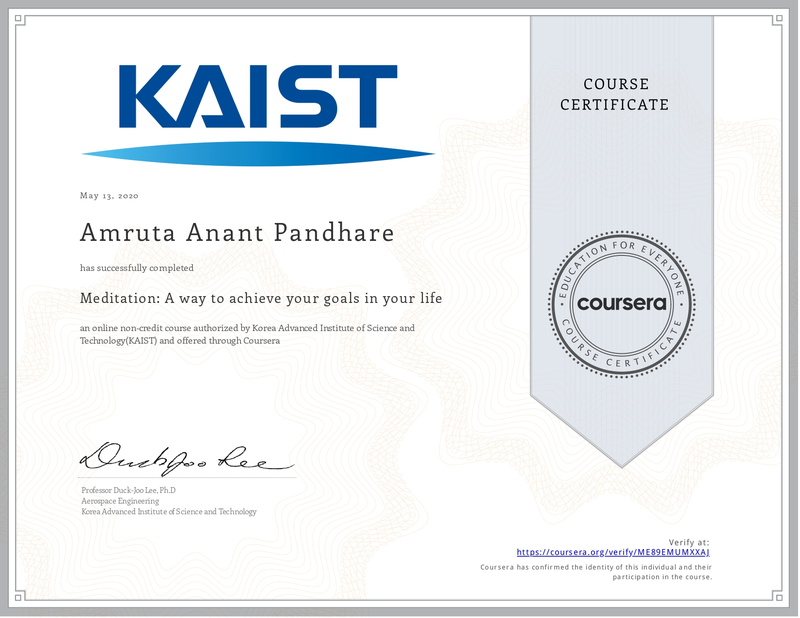 KAIST
COURSE
CERTIFICATE
May 13, 2020
Amruta Anant Pandhare
has successfully completed
Meditation: A way to achieve your goals in your life
an online non-credit course authorized by Korea Advanced Institute of Science and
Technology(KAIST) and offered through Coursera
EDUCATION FOR EVERYONE
coursera
COURSE CERTIFICATE
Duck Joo Lee
Professor Duck-Joo Lee, Ph.D
Aerospace Engineering
Korea Advanced Institute of Science and Technology
Verify at:
https://coursera.org/verify/ME89EMUMXXAJ
Coursera has confirmed the identity of this individual and their
participation in the course.